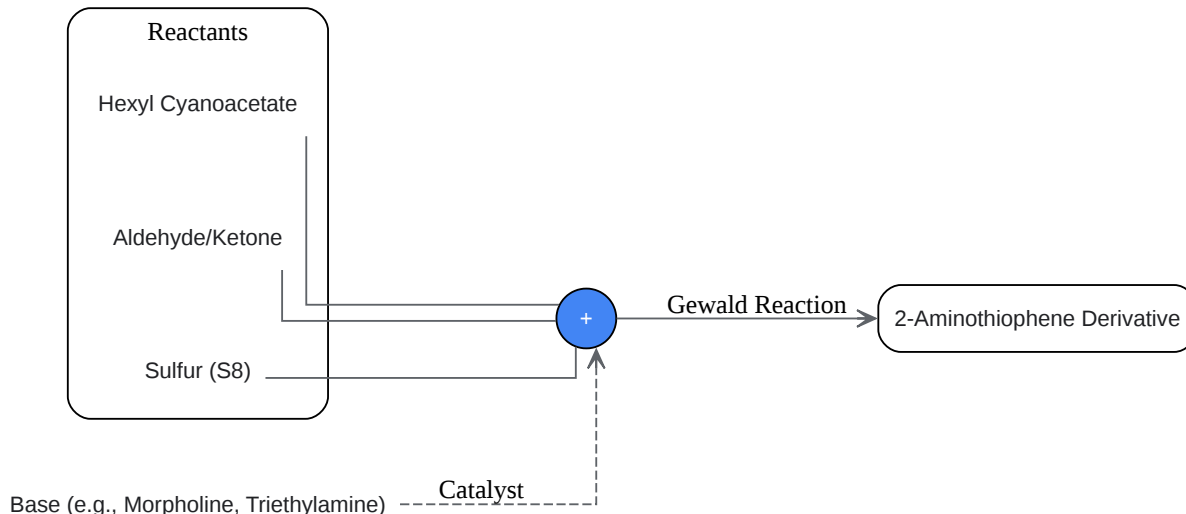 Reactants
Hexyl Cyanoacetate
Aldehyde/Ketone
Sulfur (S8)
+
Gewald Reaction
2-Aminothiophene Derivative
Catalyst
Base (e.g., Morpholine, Triethylamine)